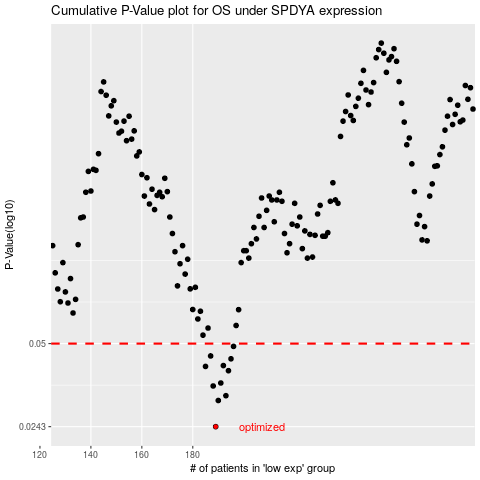 Cumulative P-Value plot for OS under SPDYA expression
P-Value(log10)
0.05
0.0243
optimized
120 140 160 180
# of patients in 'low exp' group